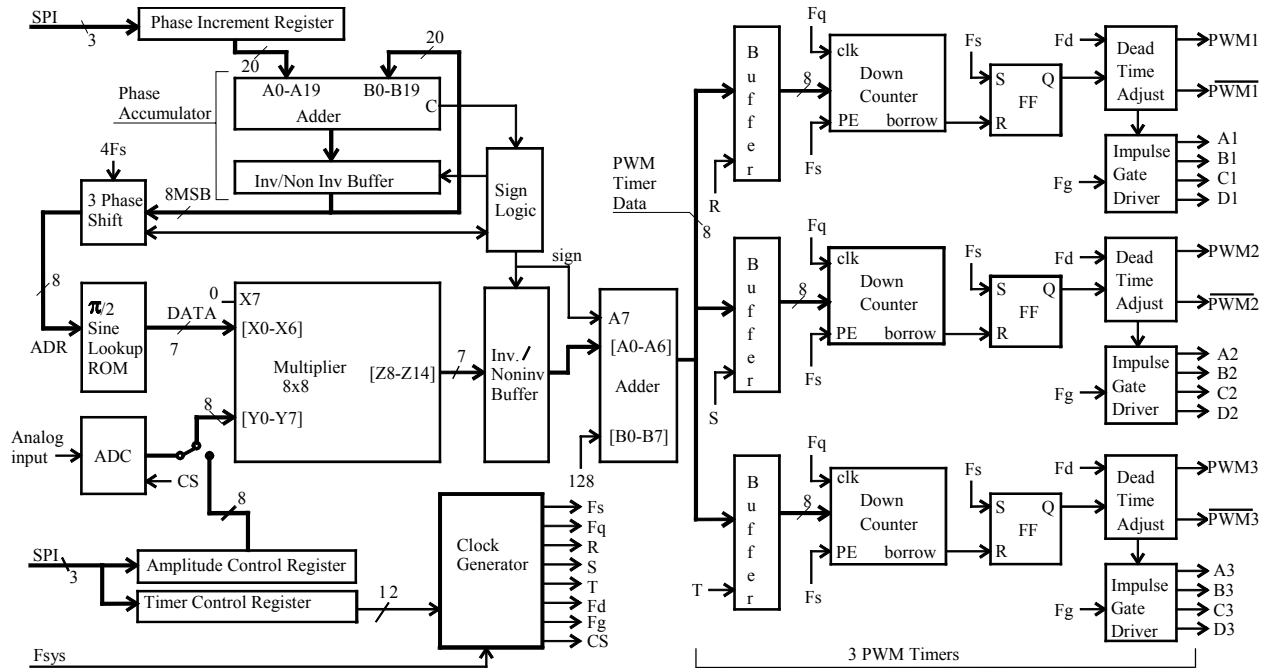 SPI
3
Phase Increment Register
20
20
A0-A19
B0-B19
C
Adder
Phase
Accumulator
Inv/Non Inv Buffer
4Fs
3 Phase
Shift
8MSB
Sign
Logic
sign
8
ADR
π/2
Sine
Lookup
ROM
DATA
7
0
X7
[X0-X6]
Multiplier
8x8
[Z8-Z14]
[Y0-Y7]
8
7
Inv. /
Noninv
Buffer
A7
[A0-A6]
Adder
[B0-B7]
128
Analog
input
ADC
CS
8
SPI
3
Amplitude Control Register
Timer Control Register
12
Fsys
Clock
Generator
Fs
Fq
R
S
T
Fd
Fg
CS
PWM
Timer
Data
8
Buffer
R
8
Fq
clk
Down
Counter
PE
borrow
Fs
Fs
S
Q
FF
R
Fd
Dead
Time
Adjust
PWM1
PWM1
Fg
Impulse
Gate
Driver
A1
B1
C1
D1
Buffer
S
8
Fq
clk
Down
Counter
PE
borrow
Fs
Fs
S
Q
FF
R
Fd
Dead
Time
Adjust
PWM2
PWM2
Fg
Impulse
Gate
Driver
A2
B2
C2
D2
Buffer
T
8
Fq
clk
Down
Counter
PE
borrow
Fs
Fs
S
Q
FF
R
Fd
Dead
Time
Adjust
PWM3
PWM3
Fg
Impulse
Gate
Driver
A3
B3
C3
D3
3 PWM Timers